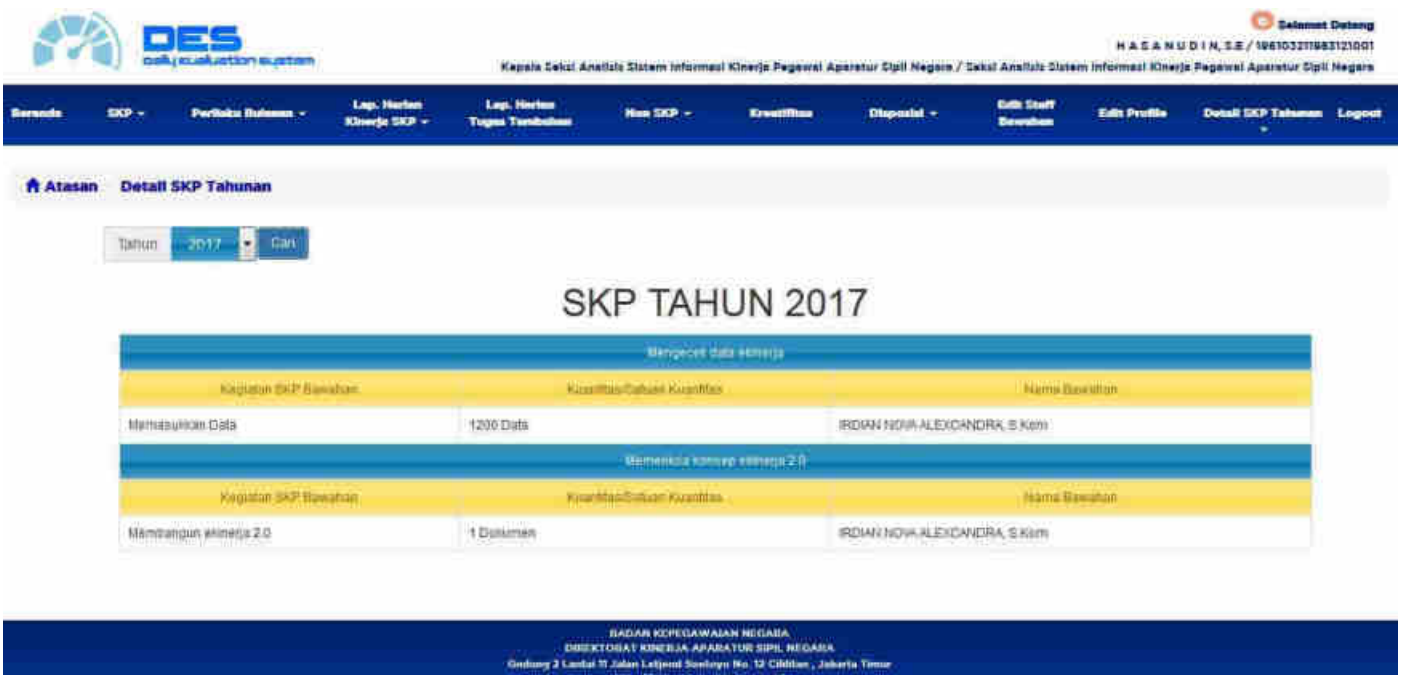 DES
Selamat Datang
daily evaluation system
H A S A N U D I N, S.E / 196103211983121001
Kepala Seksi Analisis Sistem Informasi Kinerja Pegawai Aparatur Sipil Negara / Seksi Analisis Sistem Informasi Kinerja Pegawai Aparatur Sipil Negara
Beranda SKP Perilaku Bulanan Lap. Harian Kinerja SKP Lap. Harian Tugas Tambahan Non SKP Kreatifitas Disposisi Edit Staff Bawahan Edit Profile Detail SKP Tahunan Logout
Atasan Detail SKP Tahunan
Tahun 2017 Cari
SKP TAHUN 2017
Mengecek data ekinerja
Kegiatan SKP Bawahan Kuantitas/Satuan Kuantitas Nama Bawahan
Memasukkan Data 1200 Data IRDIAN NOVA ALEXCANDRA, S.Kom
Memeriksa konsep ekinerja 2.0
Kegiatan SKP Bawahan Kuantitas/Satuan Kuantitas Nama Bawahan
Membangun ekinerja 2.0 1 Dokumen IRDIAN NOVA ALEXCANDRA, S.Kom
BADAN KEPEGAWAIAN NEGARA
DIREKTORAT KINERJA APARATUR SIPIL NEGARA
Gedung 2 Lantai 11 Jalan Letjend Soetoyo No. 12 Cililitan , Jakarta Timur